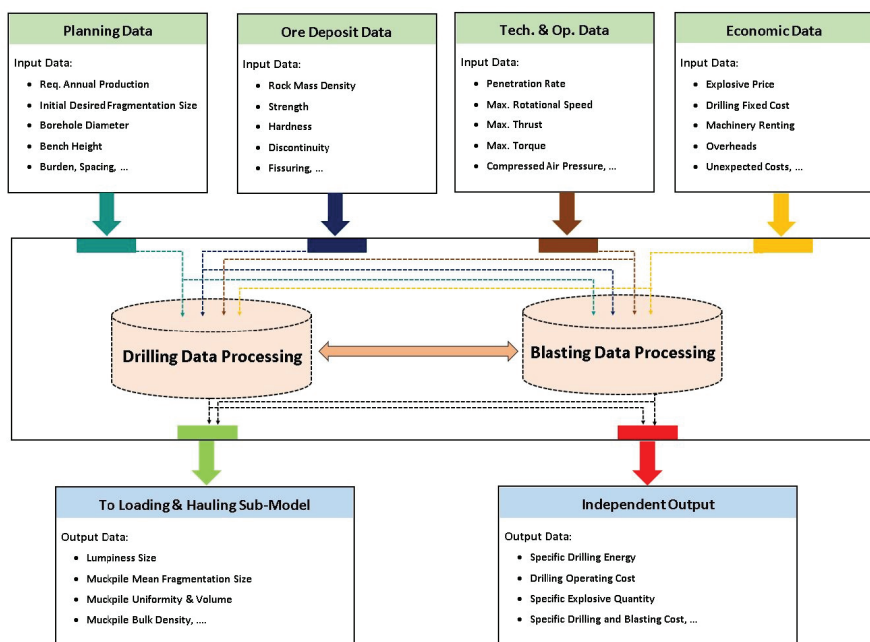 Planning Data
Input Data:
• Req. Annual Production
• Initial Desired Fragmentation Size
• Borehole Diameter
• Bench Height
• Burden, Spacing, ...
Ore Deposit Data
Input Data:
• Rock Mass Density
• Strength
• Hardness
• Discontinuity
• Fissuring, ...
Tech. & Op. Data
Input Data:
• Penetration Rate
• Max. Rotational Speed
• Max. Thrust
• Max. Torque
• Compressed Air Pressure, ...
Economic Data
Input Data:
• Explosive Price
• Drilling Fixed Cost
• Machinery Renting
• Overheads
• Unexpected Costs, ...
Drilling Data Processing
Blasting Data Processing
To Loading & Hauling Sub-Model
Output Data:
• Lumpiness Size
• Muckpile Mean Fragmentation Size
• Muckpile Uniformity & Volume
• Muckpile Bulk Density, ....
Independent Output
Output Data:
• Specific Drilling Energy
• Drilling Operating Cost
• Specific Explosive Quantity
• Specific Drilling and Blasting Cost, ...